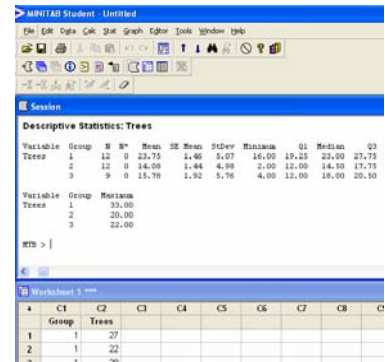 MINITAB Student - Untitled
File Edit Data Calc Stat Graph Editor Tools Window Help
Session
Descriptive Statistics: Trees
Variable Group N N* Mean SE Mean StDev Minimum Q1 Median Q3
Trees 1 12 0 23.75 1.46 5.07 16.00 19.25 23.00 27.75
2 12 0 14.08 1.44 4.98 2.00 12.00 14.50 17.75
3 9 0 15.78 1.92 5.76 4.00 12.00 18.00 20.50
Variable Group Maximum
Trees 1 33.00
2 20.00
3 22.00
MTB >
Worksheet 1 ***
C1 C2 C3 C4 C5 C6 C7 C8 C9
Group Trees
1 1 27
2 1 22